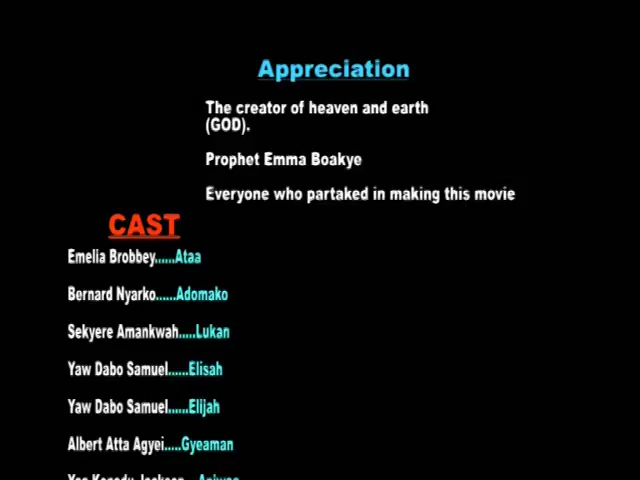 Appreciation
The creator of heaven and earth
(GOD).
Prophet Emma Boakye
Everyone who partaked in making this movie
CAST
Emelia Brobbey......Ataa
Bernard Nyarko......Adomako
Sekyere Amankwah.....Lukan
Yaw Dabo Samuel......Elisah
Yaw Dabo Samuel......Elijah
Albert Atta Agyei.....Gyeaman